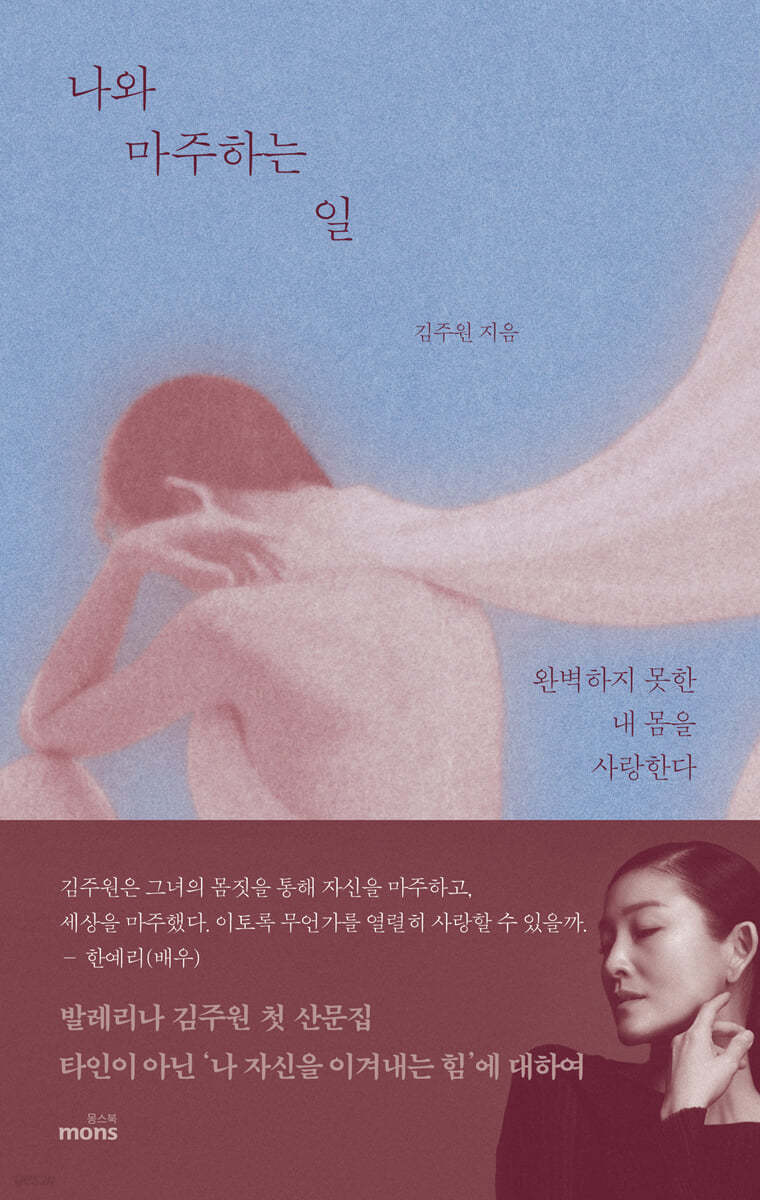 나와
마주하는
일
김주원 지음
완벽하지 못한
내 몸을
사랑한다
김주원은 그녀의 몸짓을 통해 자신을 마주하고,
세상을 마주했다. 이토록 무언가를 열렬히 사랑할 수 있을까.
– 한예리(배우)
발레리나 김주원 첫 산문집
타인이 아닌 ‘나 자신을 이겨내는 힘’에 대하여
몽스북
mons